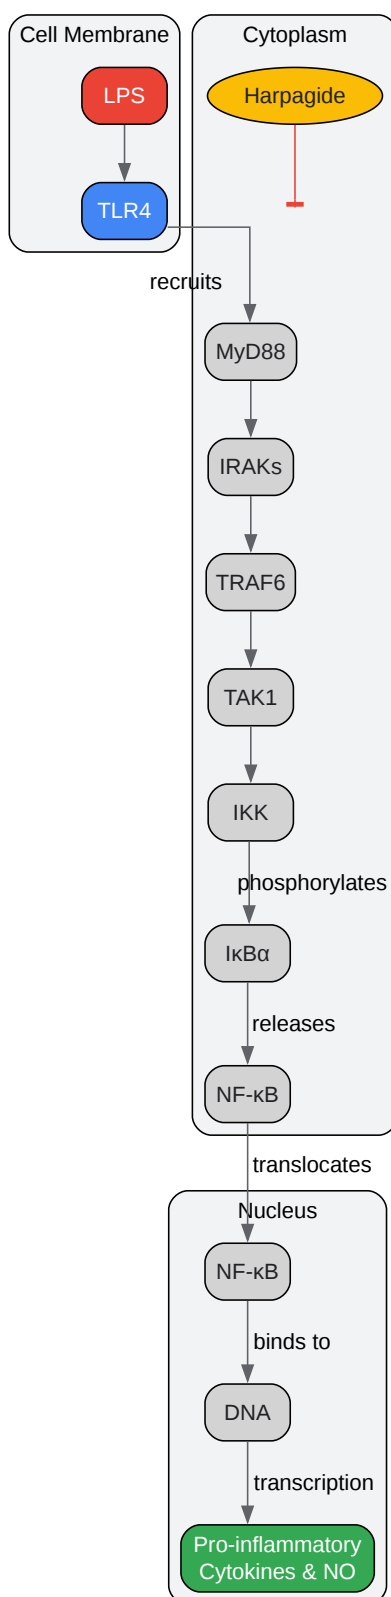 Cell Membrane
Cytoplasm
LPS
Harpagide
TLR4
recruits
MyD88
IRAKs
TRAF6
TAK1
IKK
phosphorylates
IκBα
releases
NF-κB
translocates
Nucleus
NF-κB
binds to
DNA
transcription
Pro-inflammatory
Cytokines & NO